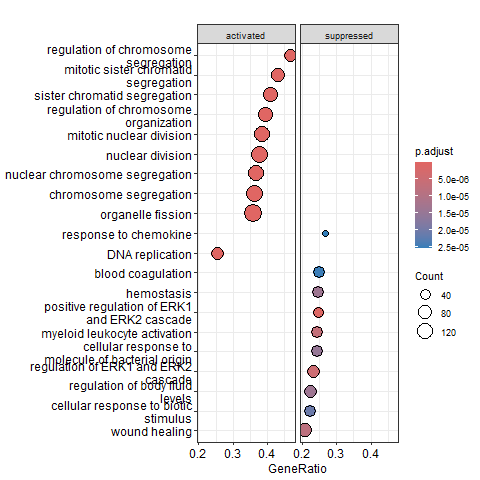 activated
suppressed
regulation of chromosome
segregation
mitotic sister chromatid
segregation
sister chromatid segregation
regulation of chromosome
organization
mitotic nuclear division
nuclear division
nuclear chromosome segregation
chromosome segregation
organelle fission
response to chemokine
DNA replication
blood coagulation
hemostasis
positive regulation of ERK1
and ERK2 cascade
myeloid leukocyte activation
cellular response to
molecule of bacterial origin
regulation of ERK1 and ERK2
cascade
regulation of body fluid
levels
cellular response to biotic
stimulus
wound healing
0.2 0.3 0.4
0.2 0.3 0.4
GeneRatio
p.adjust
5.0e-06
1.0e-05
1.5e-05
2.0e-05
2.5e-05
Count
40
80
120